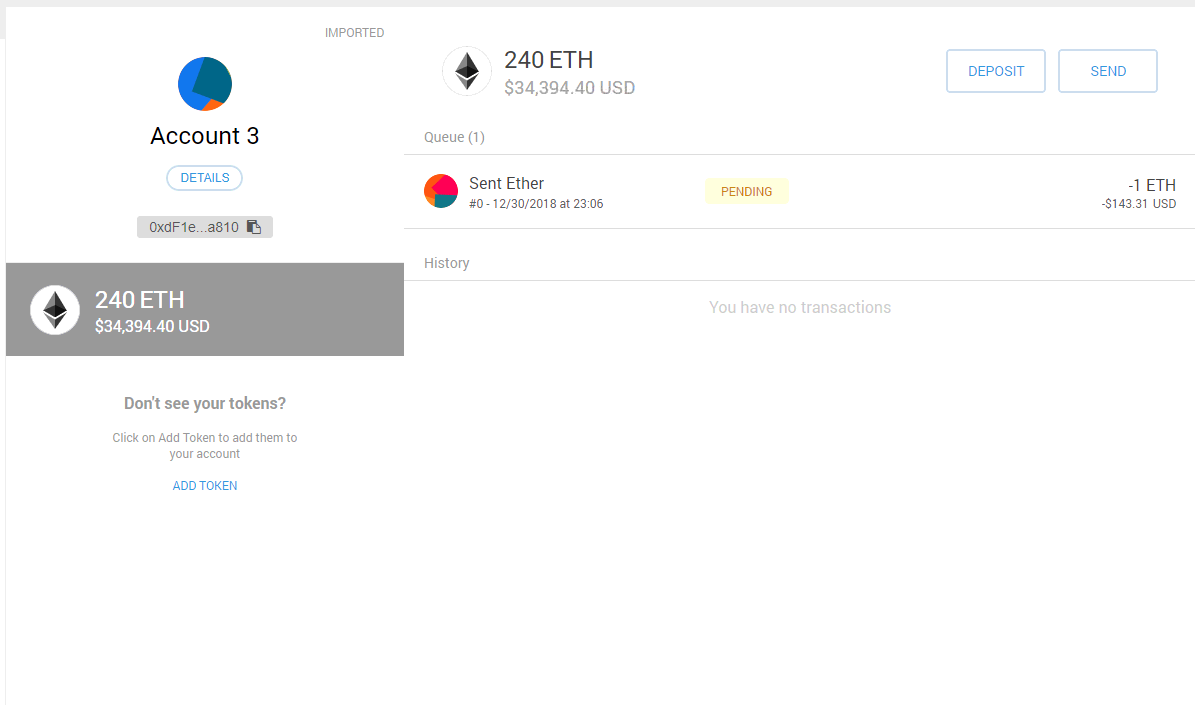 IMPORTED
Account 3
DETAILS
0xdF1e...a810
240 ETH
$34,394.40 USD
Don't see your tokens?
Click on Add Token to add them to
your account
ADD TOKEN
240 ETH
$34,394.40 USD
DEPOSIT
SEND
Queue (1)
Sent Ether
#0 - 12/30/2018 at 23:06
PENDING
-1 ETH
-$143.31 USD
History
You have no transactions